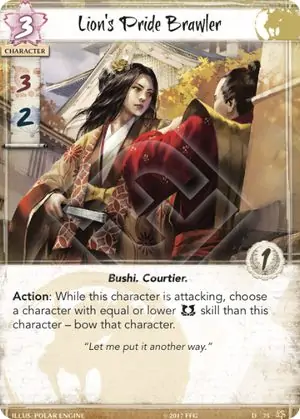 3
Lion's Pride Brawler
CHARACTER
3
2
Bushi. Courtier.
1
Action: While this character is attacking, choose
a character with equal or lower skill than this
character – bow that character.
"Let me put it another way."
ILLUS: POLAR ENGINE
© 2017 FFG
D 75